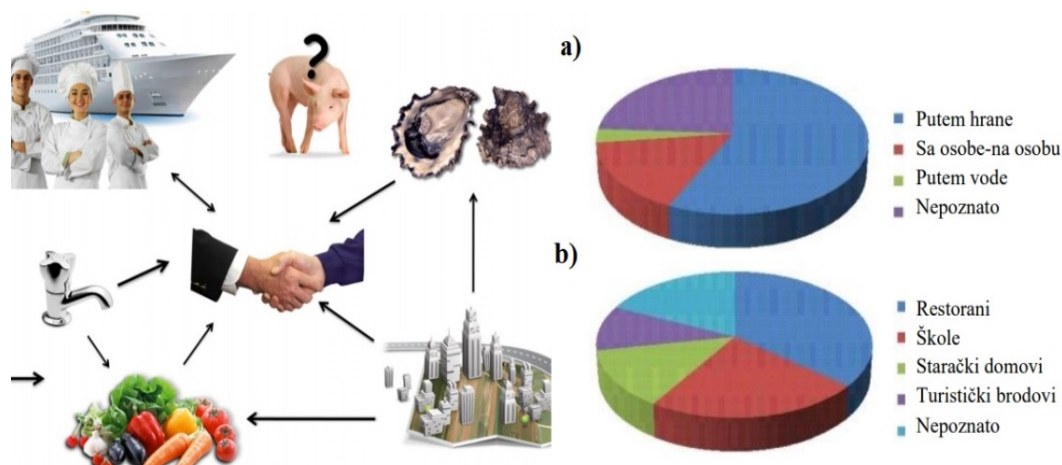 ?
a)
Putem hrane
Sa osobe-na osobu
Putem vode
Nepoznato
b)
Restorani
Škole
Starački domovi
Turistički brodovi
Nepoznato